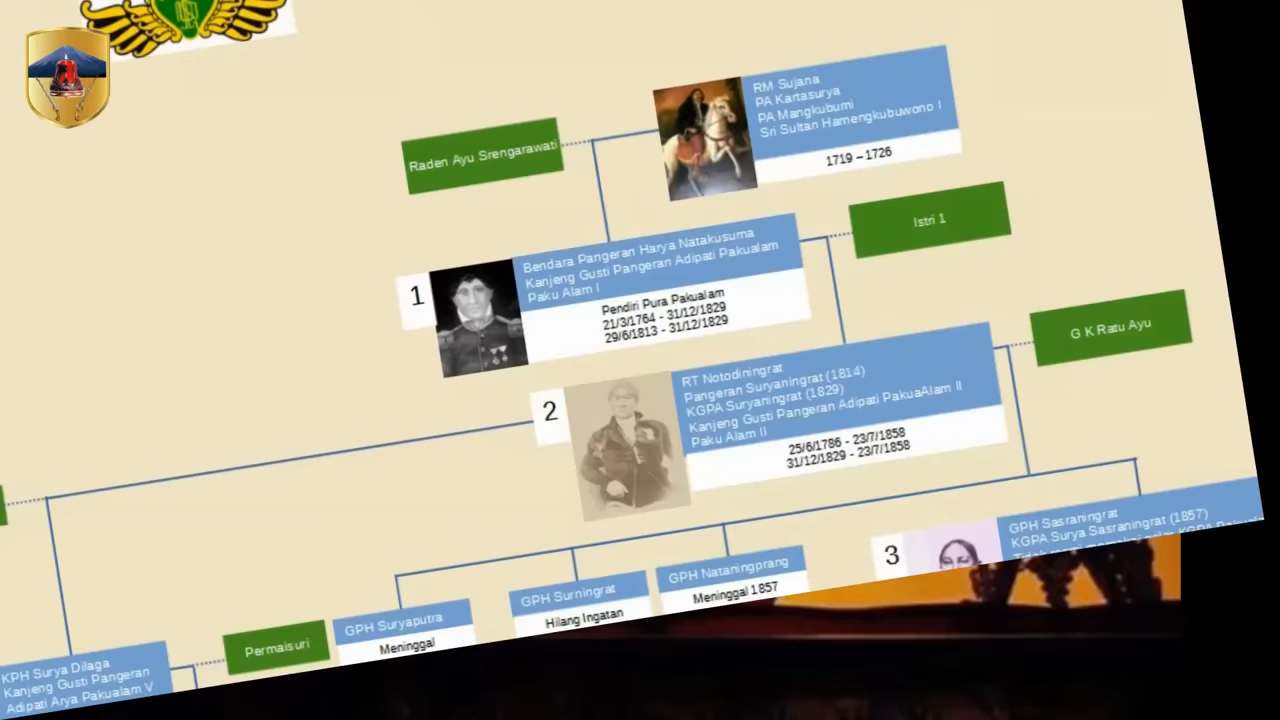 RM Sujana
PA Kartasurya
PA Mangkubumi
Sri Sultan Hamengkubuwono I
1719 – 1726
Raden Ayu Srengarawati
Istri 1
1
Bendara Pangeran Harya Natakusuma
Kanjeng Gusti Pangeran Adipati Pakualam
Paku Alam I
Pendiri Pura Pakualam
21/3/1764 - 31/12/1829
29/6/1813 - 31/12/1829
G K Ratu Ayu
2
RT Notodiningrat
Pangeran Suryaningrat (1814)
KGPA Suryaningrat (1829)
Kanjeng Gusti Pangeran Adipati PakuaAlam II
Paku Alam II
25/6/1786 - 23/7/1858
31/12/1829 - 23/7/1858
3
GPH Sasraningrat
KGPA Surya Sasraningrat (1857)
GPH Nataningprang
Meninggal 1857
GPH Surningrat
Hilang Ingatan
GPH Suryaputra
Meninggal
Permaisuri
KPH Surya Dilaga
Kanjeng Gusti Pangeran
Adipati Arya Pakualam V